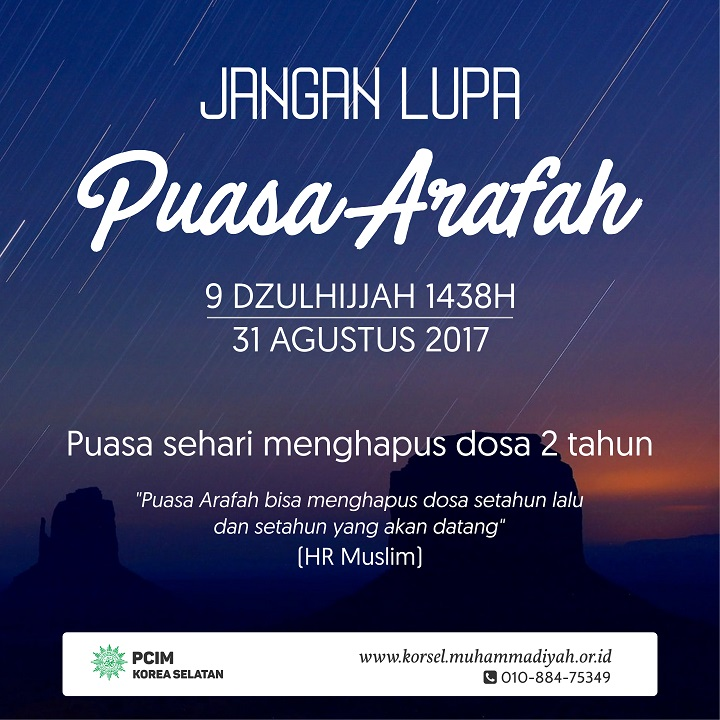 JANGAN LUPA
Puasa Arafah
9 DZULHIJJAH 1438H
31 AGUSTUS 2017
Puasa sehari menghapus dosa 2 tahun
"Puasa Arafah bisa menghapus dosa setahun lalu
dan setahun yang akan datang"
(HR Muslim)
PCIM
KOREA SELATAN
www.korsel.muhammadiyah.or.id
010-884-75349